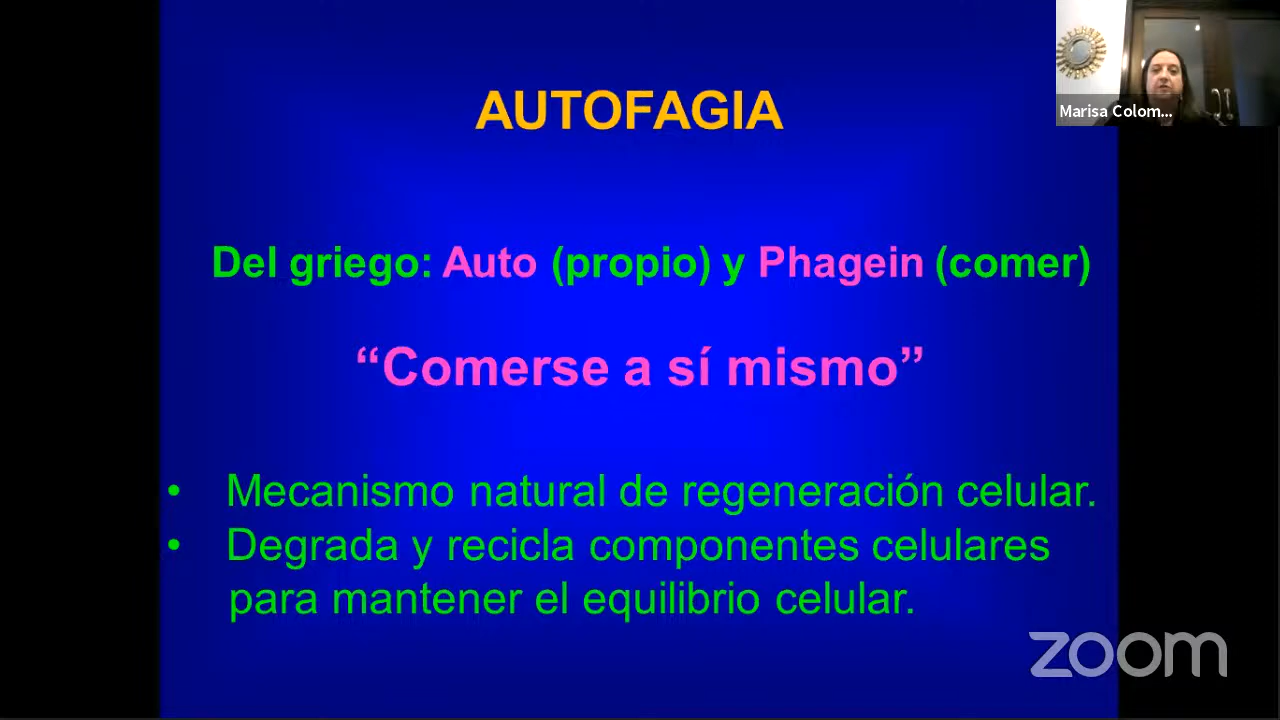 AUTOFAGIA
Marisa Colom...
Del griego: Auto (propio) y Phagein (comer)
“Comerse a sí mismo”
• Mecanismo natural de regeneración celular.
• Degrada y recicla componentes celulares
para mantener el equilibrio celular.
zoom